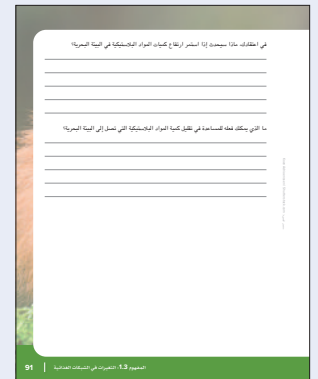 في اعتقادك، ماذا سيحدث إذا استمر ارتفاع كميات المواد البلاستيكية في البيئة البحرية؟
ما الذي يمكنك فعله للمساعدة في تقليل كمية المواد البلاستيكية التي تصل إلى البيئة البحرية؟
المفهوم 1.3: التغيرات في الشبكات الغذائية | 91